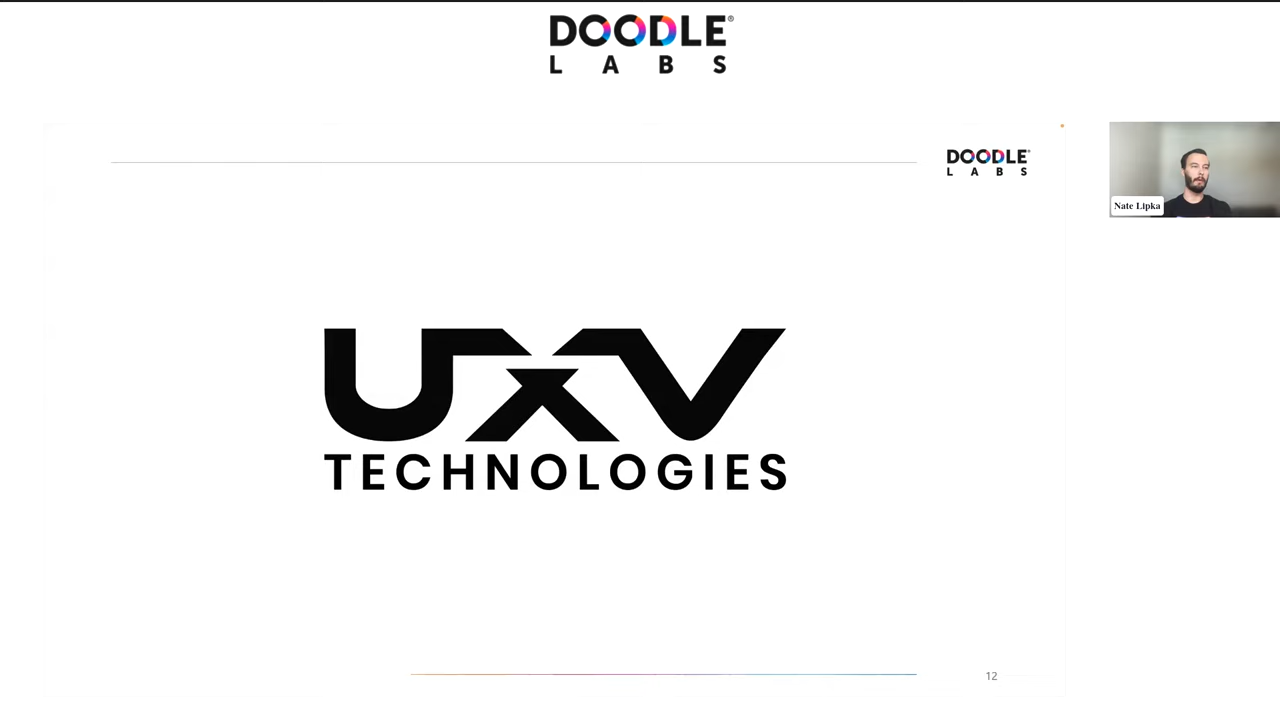 DOODLE®
LABS
DOODLE®
LABS
Nate Lipka
UXV
TECHNOLOGIES
12